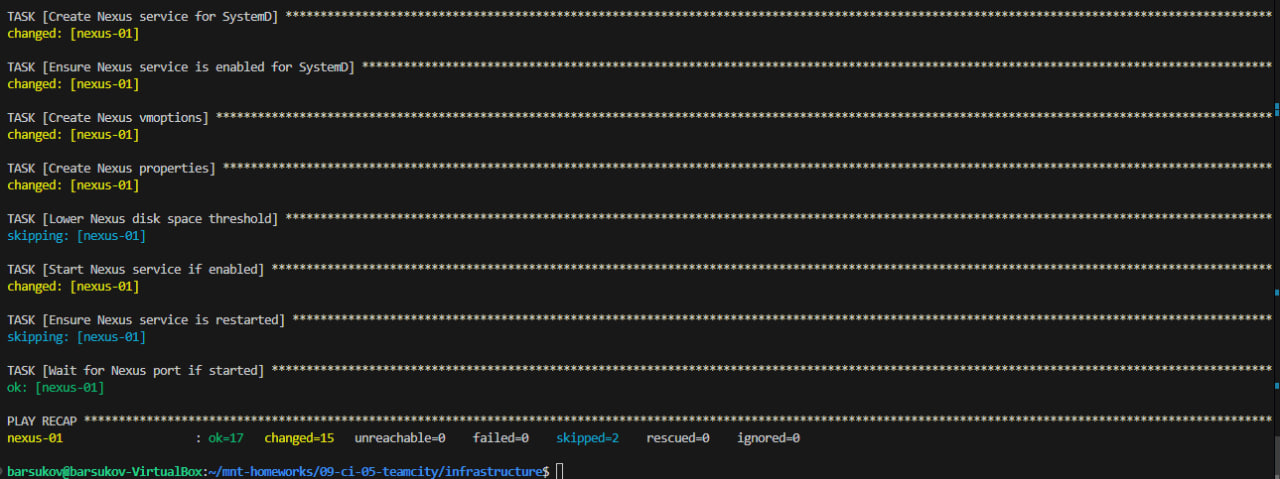 TASK [Create Nexus service for SystemD] *********************************************************************************************************************************************
changed: [nexus-01]
TASK [Ensure Nexus service is enabled for SystemD] **********************************************************************************************************************************
changed: [nexus-01]
TASK [Create Nexus vmoptions] *******************************************************************************************************************************************************
changed: [nexus-01]
TASK [Create Nexus properties] ******************************************************************************************************************************************************
changed: [nexus-01]
TASK [Lower Nexus disk space threshold] *********************************************************************************************************************************************
skipping: [nexus-01]
TASK [Start Nexus service if enabled] ***********************************************************************************************************************************************
changed: [nexus-01]
TASK [Ensure Nexus service is restarted] ********************************************************************************************************************************************
skipping: [nexus-01]
TASK [Wait for Nexus port if started] ***********************************************************************************************************************************************
ok: [nexus-01]
PLAY RECAP **************************************************************************************************************************************************************************
nexus-01                   : ok=17   changed=15   unreachable=0    failed=0    skipped=2    rescued=0    ignored=0
barsukov@barsukov-VirtualBox:~/mnt-homeworks/09-ci-05-teamcity/infrastructure$